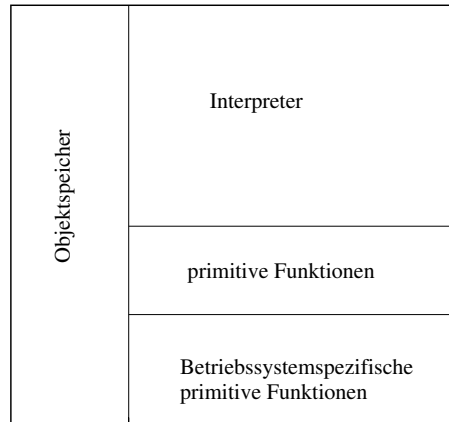 Objektspeicher
Interpreter
primitive Funktionen
Betriebssystemspezifische
primitive Funktionen